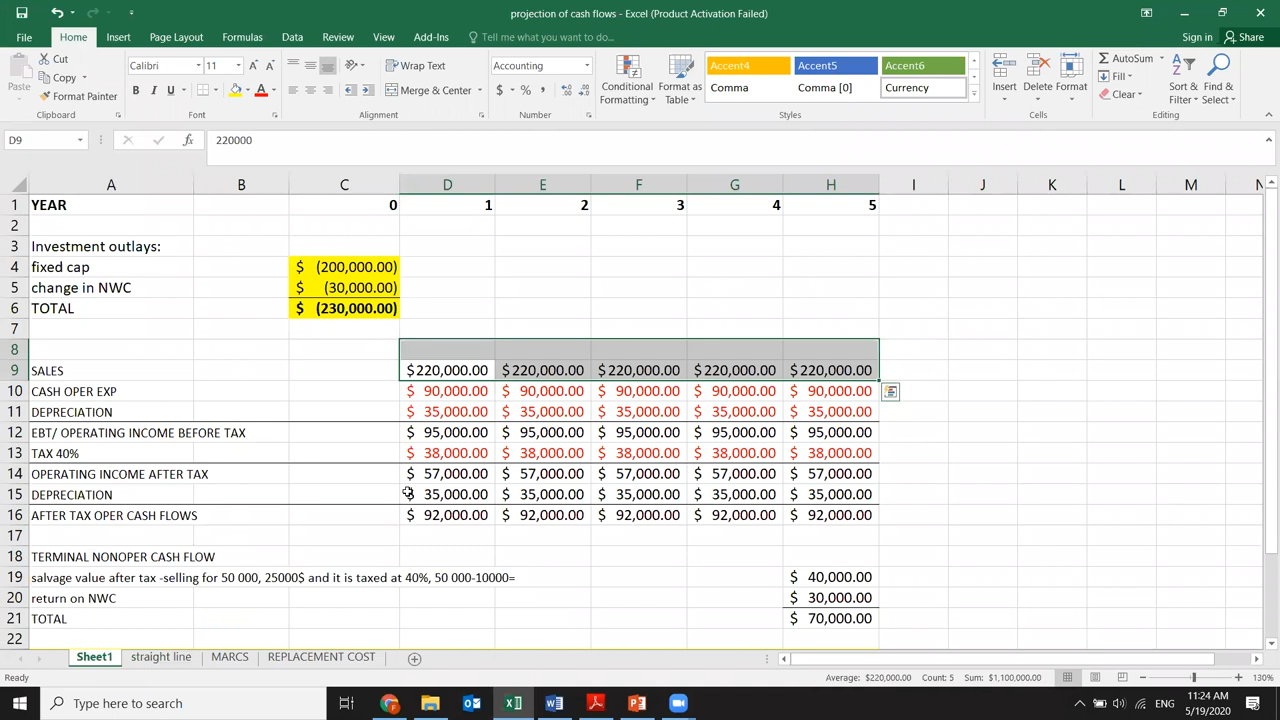 projection of cash flows - Excel (Product Activation Failed)
File Home Insert Page Layout Formulas Data Review View Add-Ins Tell me what you want to do... Sign in Share
Paste Cut Copy Format Painter Clipboard
Calibri 11 B I U A A A Font
Wrap Text Merge & Center Alignment
Accounting $ % , Number
Conditional Formatting Format as Table
Accent4 Accent5 Accent6
Comma Comma [0] Currency
Styles
Insert Delete Format Cells
AutoSum Fill Clear Sort & Filter Find & Select Editing
D9 fx 220000
A B C D E F G H I J K L M N
1 YEAR 0 1 2 3 4 5
2
3 Investment outlays:
4 fixed cap $ (200,000.00)
5 change in NWC $ (30,000.00)
6 TOTAL $ (230,000.00)
7
8
9 SALES $220,000.00 $220,000.00 $220,000.00 $220,000.00 $220,000.00
10 CASH OPER EXP $ 90,000.00 $ 90,000.00 $ 90,000.00 $ 90,000.00 $ 90,000.00
11 DEPRECIATION $ 35,000.00 $ 35,000.00 $ 35,000.00 $ 35,000.00 $ 35,000.00
12 EBT/ OPERATING INCOME BEFORE TAX $ 95,000.00 $ 95,000.00 $ 95,000.00 $ 95,000.00 $ 95,000.00
13 TAX 40% $ 38,000.00 $ 38,000.00 $ 38,000.00 $ 38,000.00 $ 38,000.00
14 OPERATING INCOME AFTER TAX $ 57,000.00 $ 57,000.00 $ 57,000.00 $ 57,000.00 $ 57,000.00
15 DEPRECIATION $ 35,000.00 $ 35,000.00 $ 35,000.00 $ 35,000.00 $ 35,000.00
16 AFTER TAX OPER CASH FLOWS $ 92,000.00 $ 92,000.00 $ 92,000.00 $ 92,000.00 $ 92,000.00
17
18 TERMINAL NONOPER CASH FLOW
19 salvage value after tax -selling for 50 000, 25000$ and it is taxed at 40%, 50 000-10000= $ 40,000.00
20 return on NWC $ 30,000.00
21 TOTAL $ 70,000.00
22
Sheet1 straight line MARCS REPLACEMENT COST
Ready Average: $220,000.00 Count: 5 Sum: $1,100,000.00 130%
Type here to search ENG 11:24 AM
5/19/2020